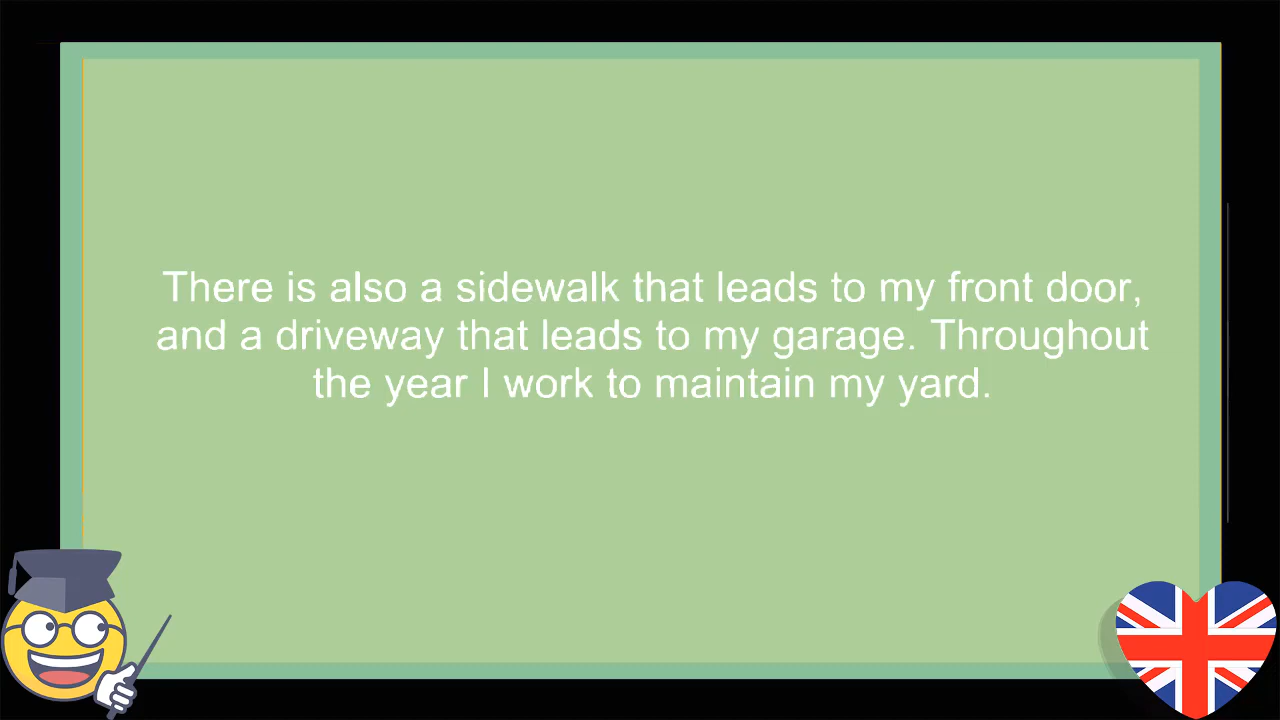 There is also a sidewalk that leads to my front door,
and a driveway that leads to my garage. Throughout
the year I work to maintain my yard.